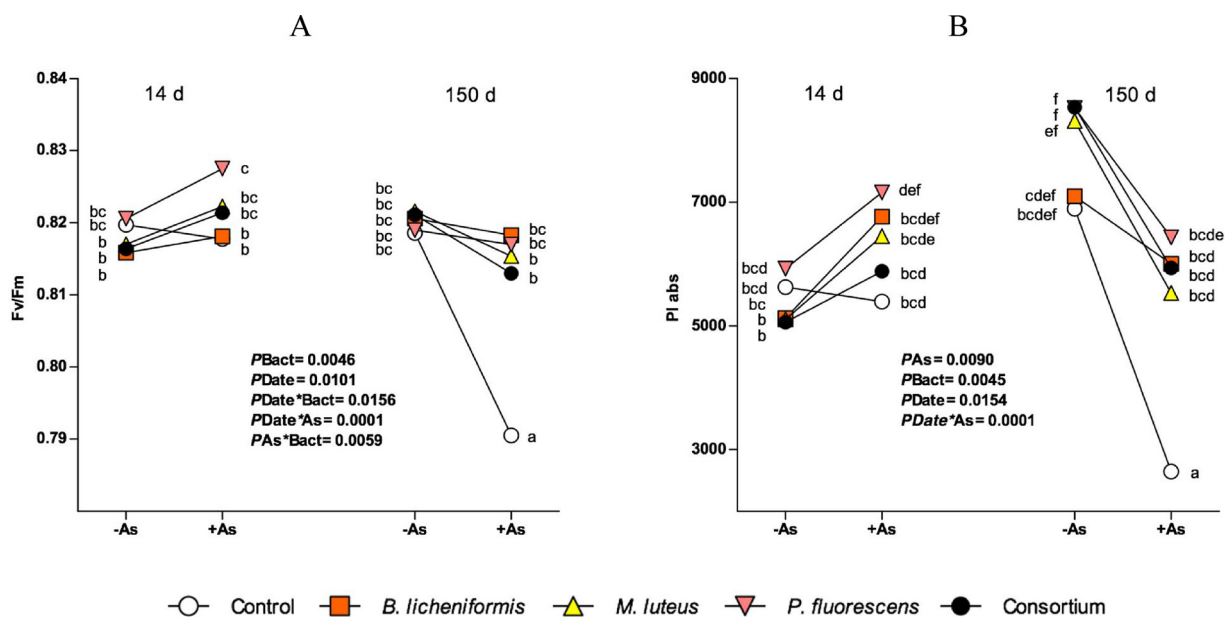 A
0.84
0.83
0.82
0.81
0.80
0.79
Fv/Fm
14 d
150 d
bc
bc
b
b
b
c
bc
bc
b
b
bc
bc
bc
bc
bc
bc
bc
b
b
a
PBact= 0.0046
PDate= 0.0101
PDate*Bact= 0.0156
PDate*As= 0.0001
PAs*Bact= 0.0059
-As
+As
-As
+As
B
9000
7000
5000
3000
PI abs
14 d
150 d
bcd
bcd
bc
b
b
def
bcdef
bcde
bcd
bcd
f
f
ef
cdef
bcdef
bcde
bcd
bcd
bcd
a
PAs= 0.0090
PBact= 0.0045
PDate= 0.0154
PDate*As= 0.0001
-As
+As
-As
+As
Control B. licheniformis M. luteus P. fluorescens Consortium